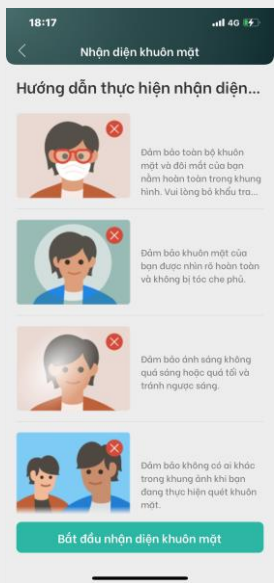 18:17
4G
Nhận diện khuôn mặt
Hướng dẫn thực hiện nhận diện...
Đảm bảo toàn bộ khuôn
mặt và đôi mắt của bạn
nằm hoàn toàn trong khung
hình. Vui lòng bỏ khẩu tra...
Đảm bảo khuôn mặt của
bạn được nhìn rõ hoàn toàn
và không bị tóc che phủ.
Đảm bảo ánh sáng không
quá sáng hoặc quá tối và
tránh ngược sáng.
Đảm bảo không có ai khác
trong khung ảnh khi bạn
đang thực hiện quét khuôn
mặt.
Bắt đầu nhận diện khuôn mặt